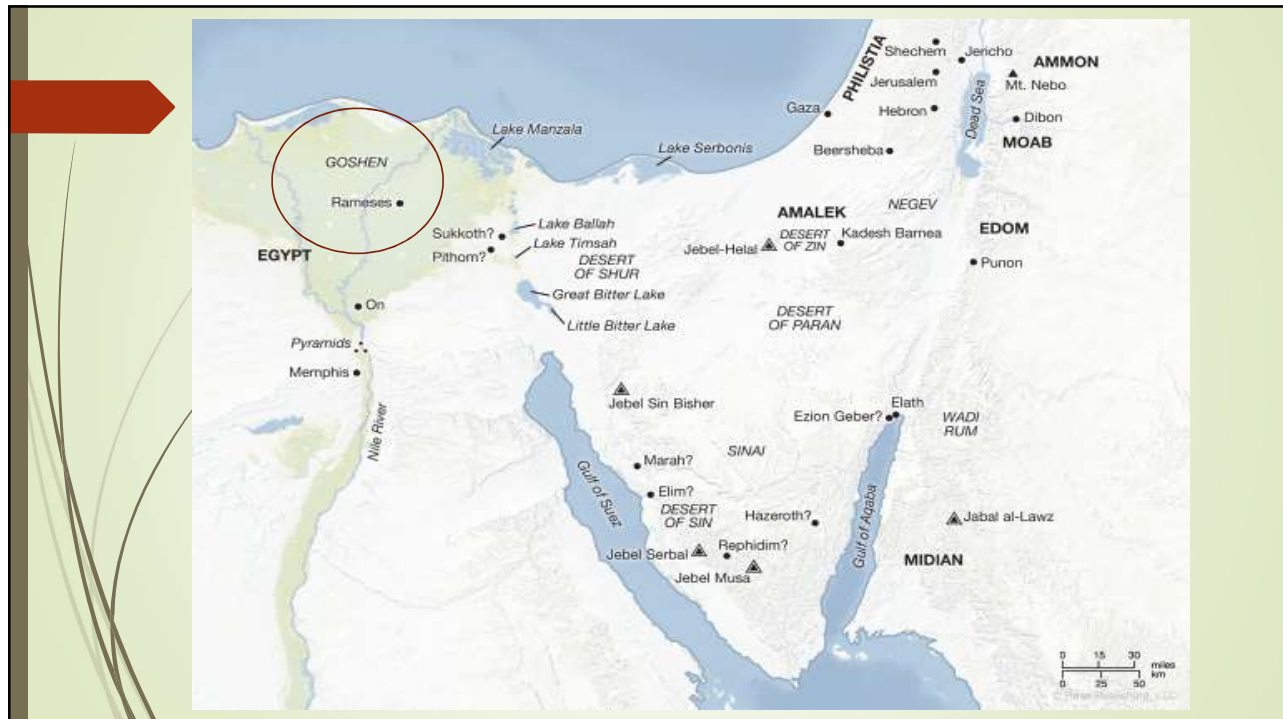 Shechem
Jericho
AMMON
PHILISTIA
Jerusalem
Mt. Nebo
Gaza
Hebron
Dead Sea
Dibon
Lake Manzala
MOAB
Lake Serbonis
Beersheba
GOSHEN
Rameses
NEGEV
AMALEK
Lake Ballah
EDOM
Sukkoth?
DESERT
OF ZIN
Kadesh Barnea
Lake Timsah
Jebel-Helal
Pithom?
EGYPT
DESERT
OF SHUR
Punon
Great Bitter Lake
On
DESERT
OF PARAN
Little Bitter Lake
Pyramids
Memphis
Jebel Sin Bisher
Elath
Ezion Geber?
WADI
RUM
Nile River
SINAI
Marah?
Gulf of Suez
Elim?
DESERT
OF SIN
Hazeroth?
Gulf of Aqaba
Jabal al-Lawz
Rephidim?
Jebel Serbal
MIDIAN
Jebel Musa
0 15 30
miles
km
0 25 50